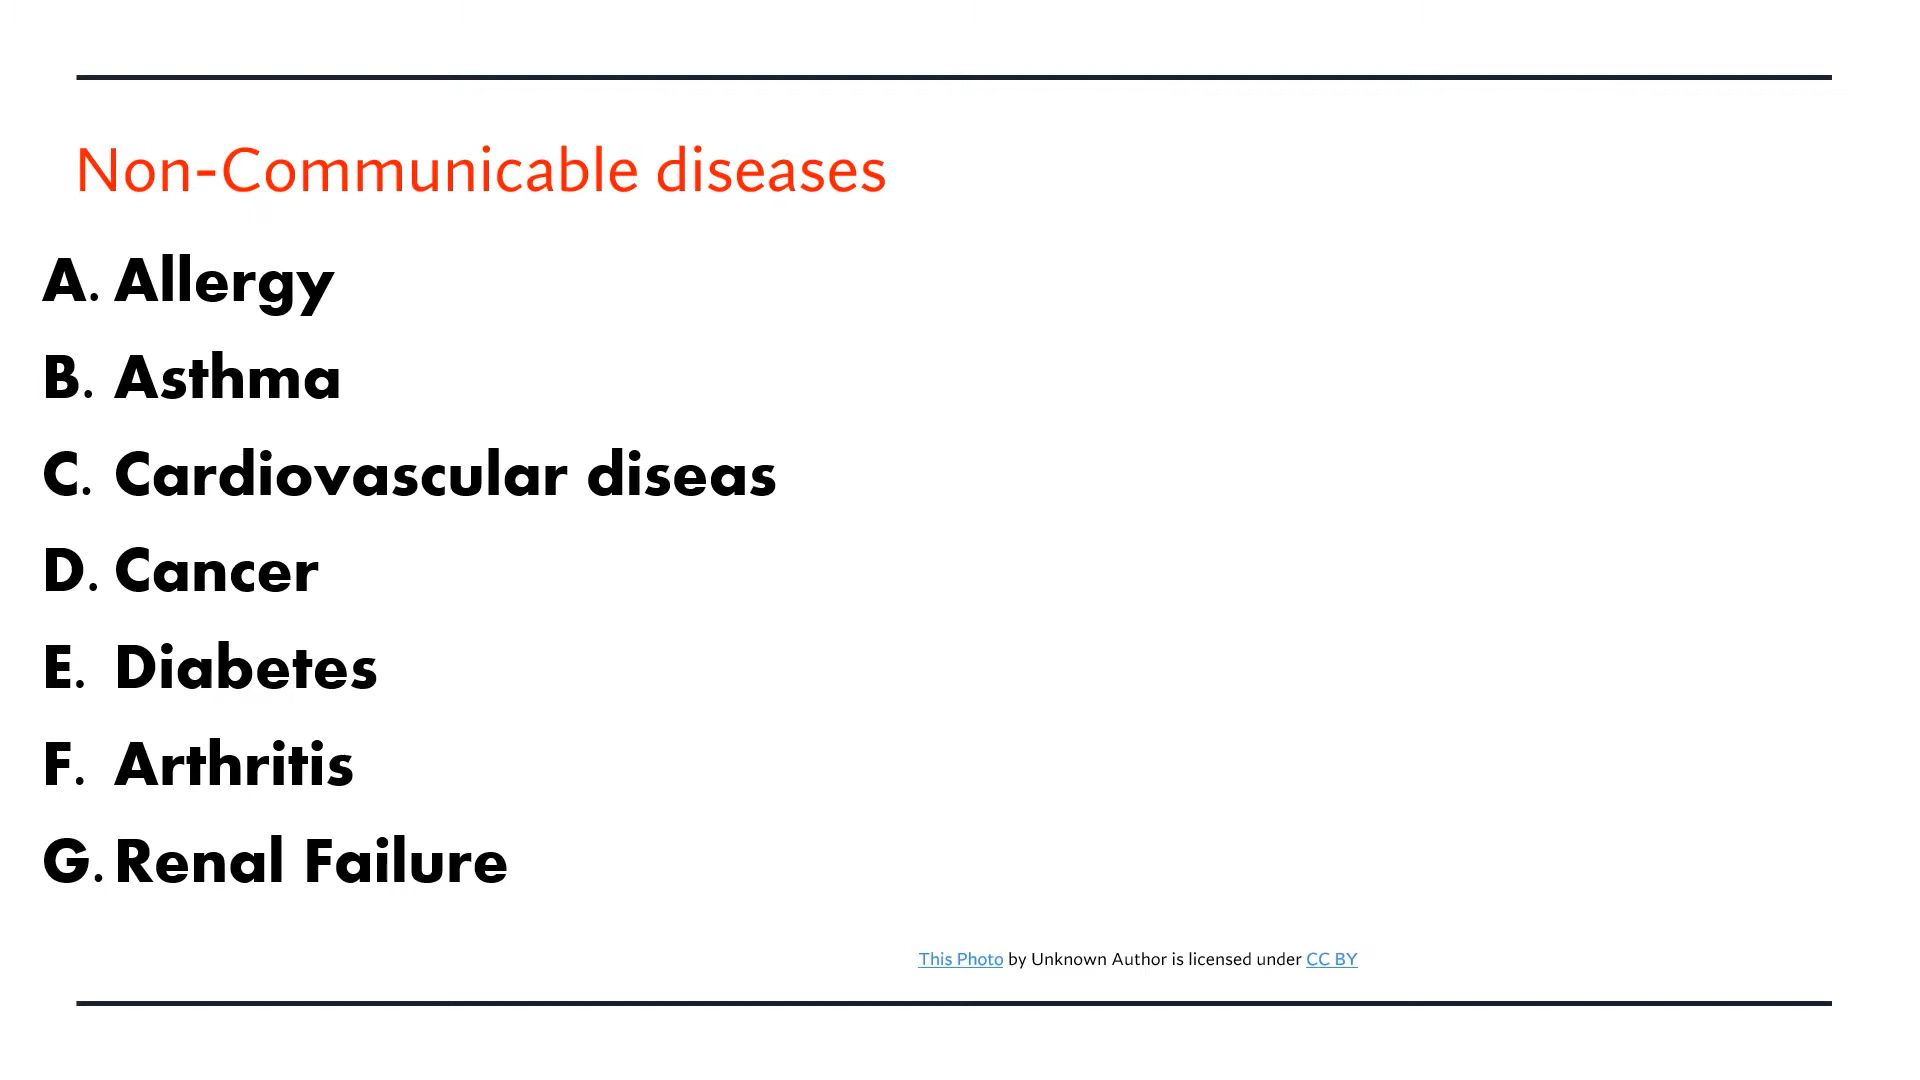 Non-Communicable diseases
A. Allergy
B. Asthma
C. Cardiovascular diseas
D. Cancer
E. Diabetes
F. Arthritis
G. Renal Failure
This Photo by Unknown Author is licensed under CC BY